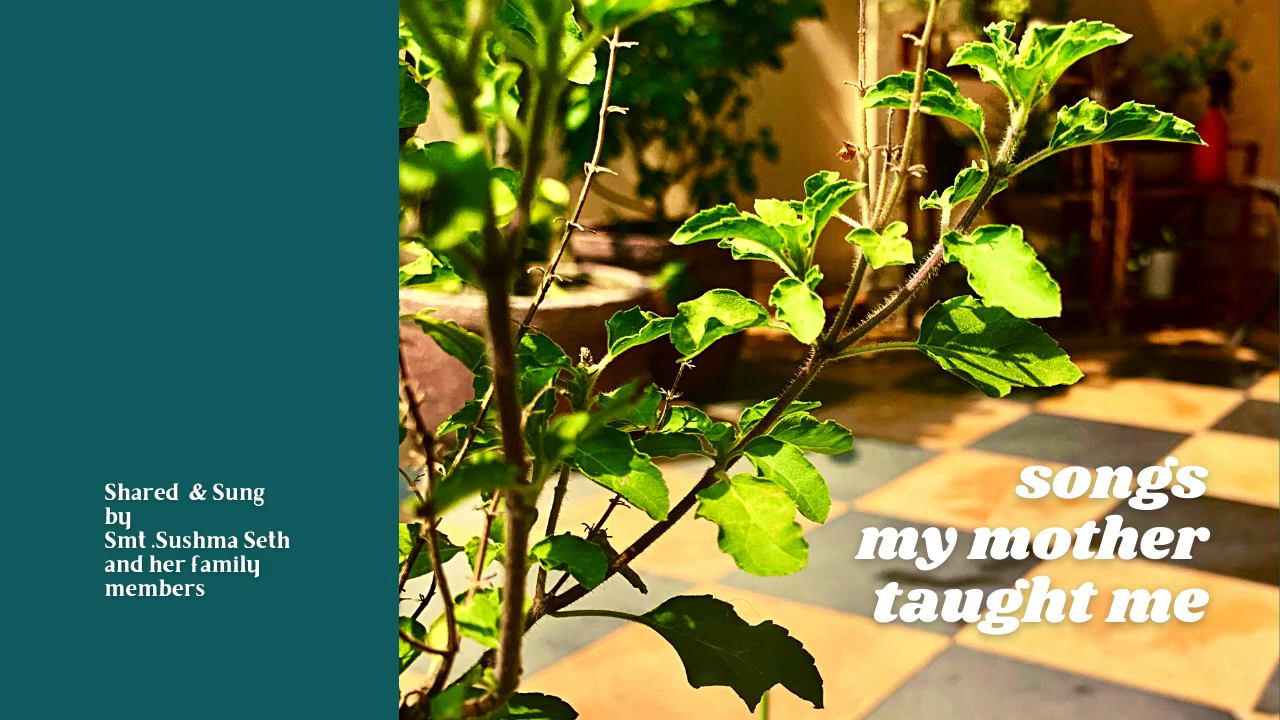 Shared & Sung
by
Smt .Sushma Seth
and her family
members
songs
my mother
taught me